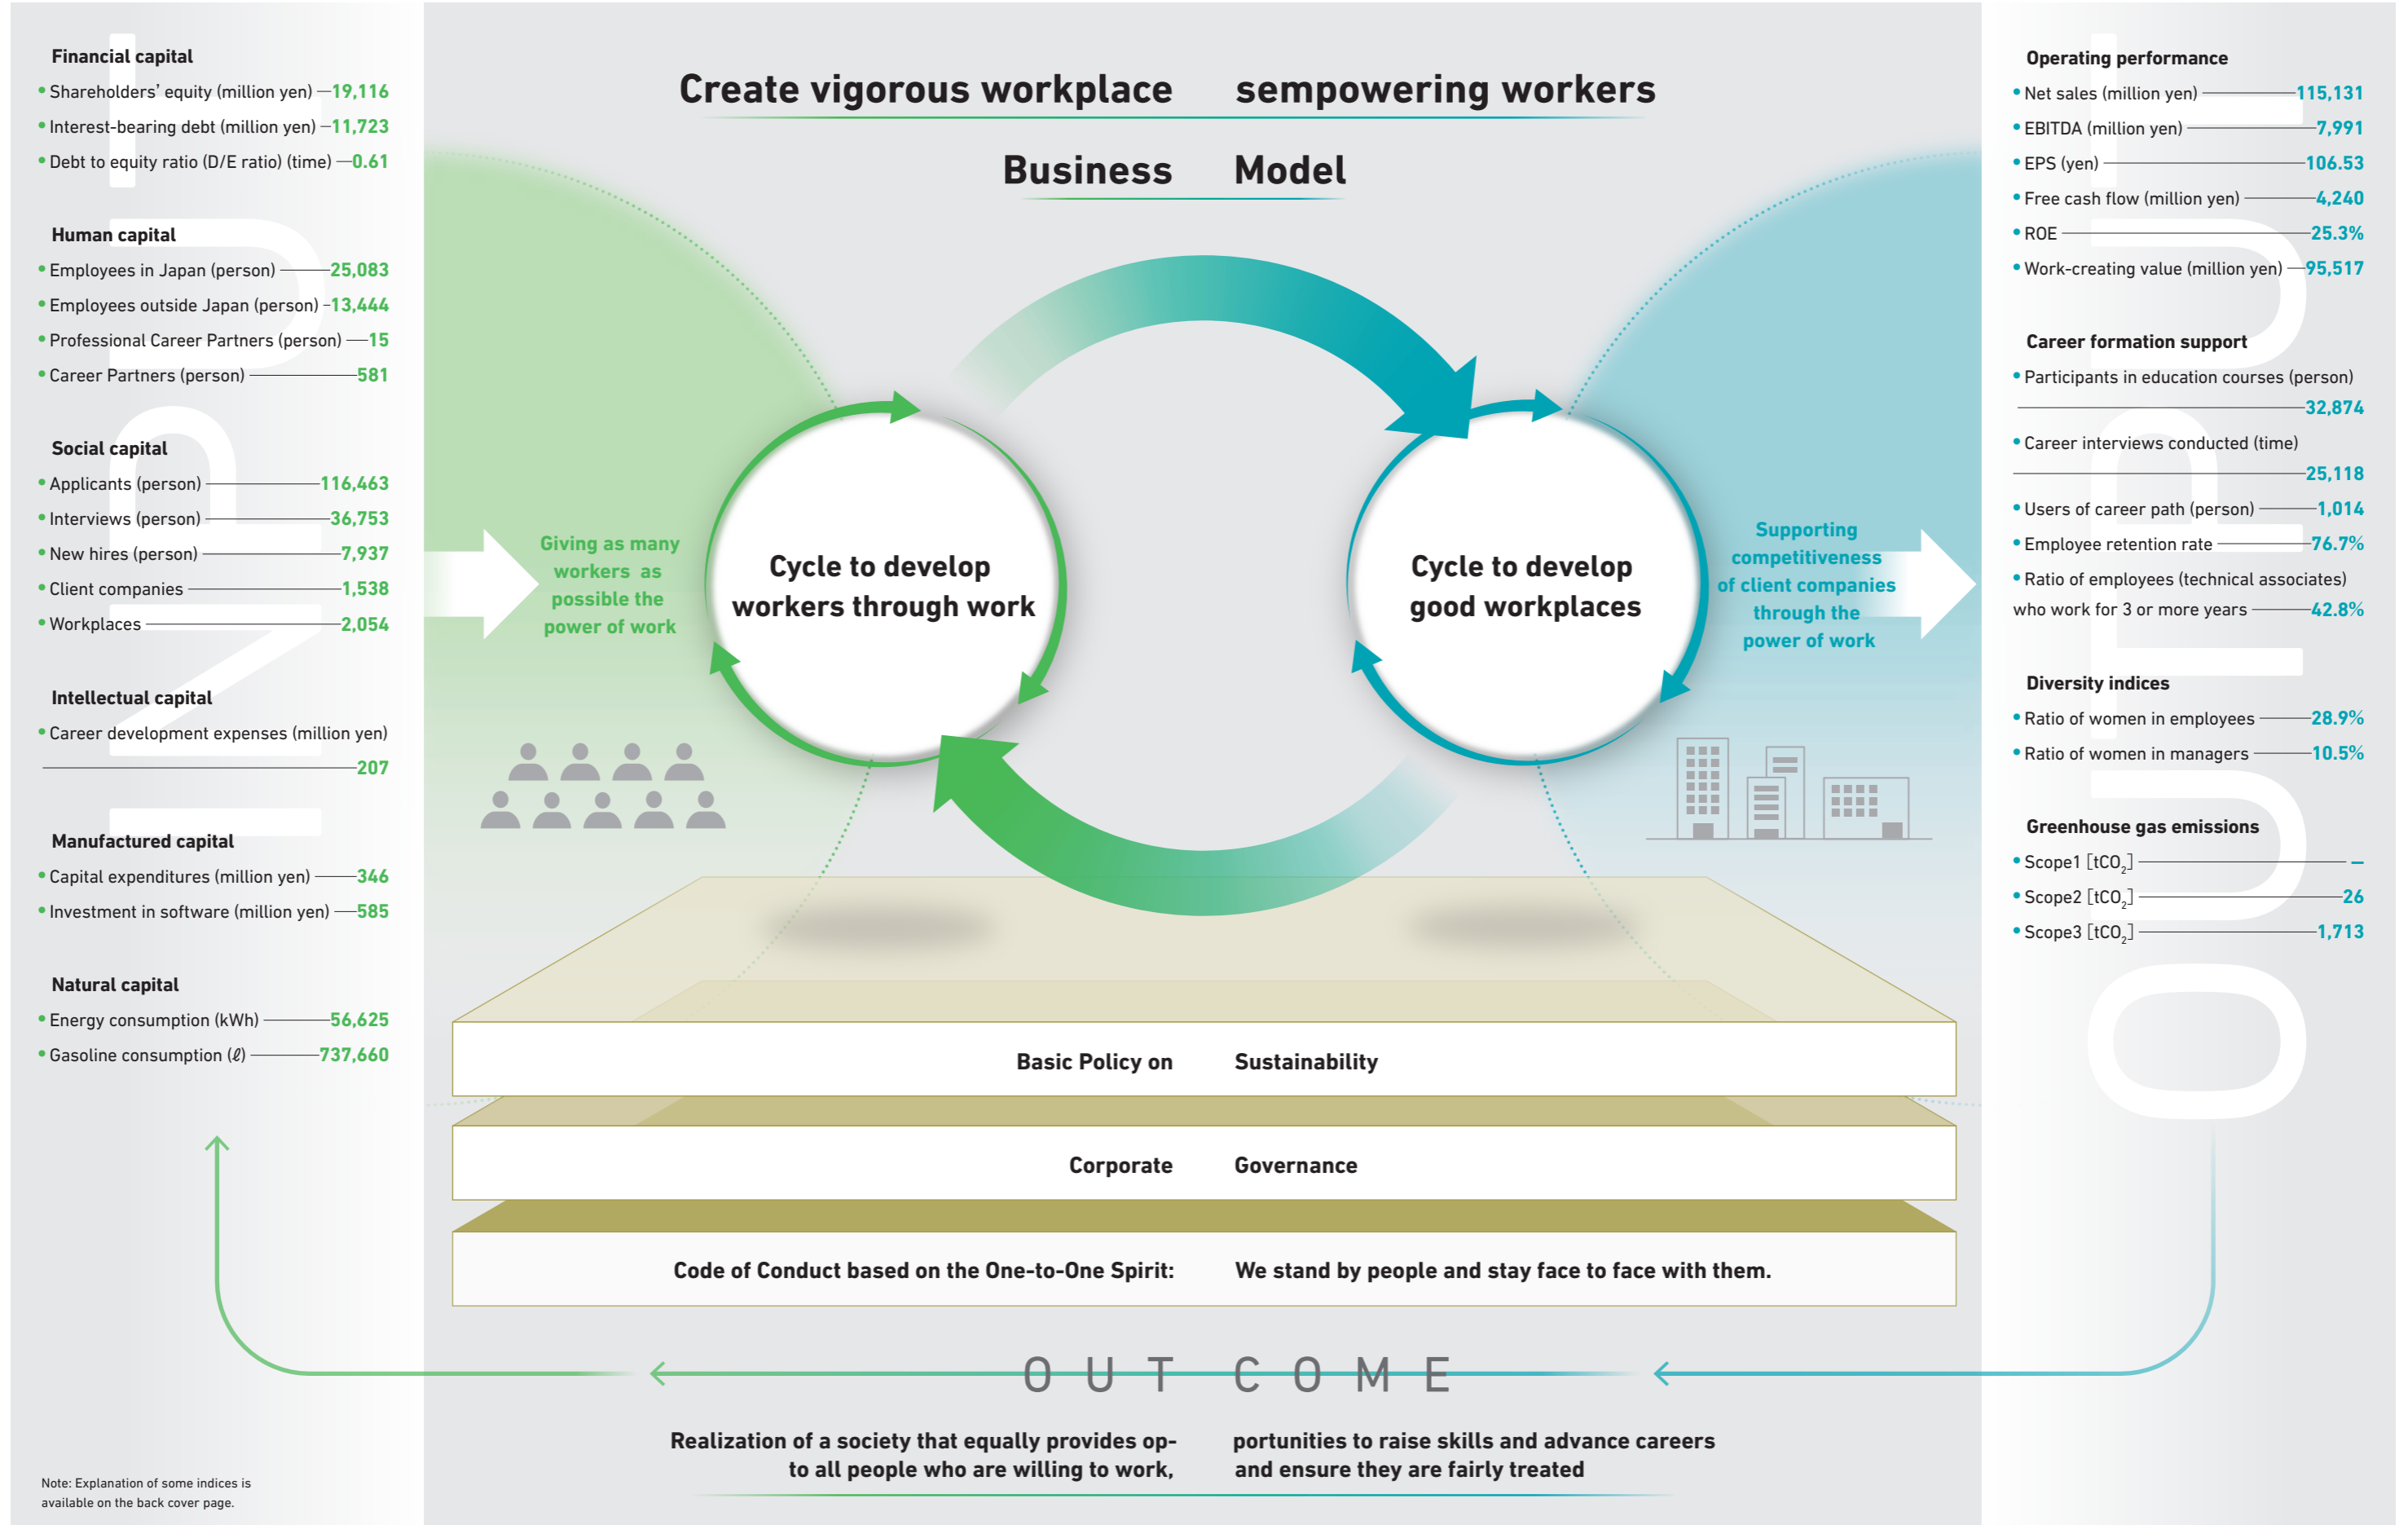 INPUT
Financial capital
• Shareholders’ equity (million yen) 19,116
• Interest-bearing debt (million yen) 11,723
• Debt to equity ratio (D/E ratio) (time) 0.61
Human capital
• Employees in Japan (person) 25,083
• Employees outside Japan (person) 13,444
• Professional Career Partners (person) 15
• Career Partners (person) 581
Social capital
• Applicants (person) 116,463
• Interviews (person) 36,753
• New hires (person) 7,937
• Client companies 1,538
• Workplaces 2,054
Intellectual capital
• Career development expenses (million yen)
207
Manufactured capital
• Capital expenditures (million yen) 346
• Investment in software (million yen) 585
Natural capital
• Energy consumption (kWh) 56,625
• Gasoline consumption (ℓ) 737,660
Note: Explanation of some indices is
available on the back cover page.
Create vigorous workplace sempowering workers
Business Model
Giving as many
workers as
possible the
power of work
Cycle to develop
workers through work
Cycle to develop
good workplaces
Supporting
competitiveness
of client companies
through the
power of work
Basic Policy on Sustainability
Corporate Governance
Code of Conduct based on the One-to-One Spirit: We stand by people and stay face to face with them.
OUTCOME
Realization of a society that equally provides op- portunities to raise skills and advance careers
to all people who are willing to work, and ensure they are fairly treated
OUTPUT
Operating performance
• Net sales (million yen) 115,131
• EBITDA (million yen) 7,991
• EPS (yen) 106.53
• Free cash flow (million yen) 4,240
• ROE 25.3%
• Work-creating value (million yen) 95,517
Career formation support
• Participants in education courses (person)
32,874
• Career interviews conducted (time)
25,118
• Users of career path (person) 1,014
• Employee retention rate 76.7%
• Ratio of employees (technical associates)
who work for 3 or more years 42.8%
Diversity indices
• Ratio of women in employees 28.9%
• Ratio of women in managers 10.5%
Greenhouse gas emissions
• Scope1 [tCO₂] —
• Scope2 [tCO₂] 26
• Scope3 [tCO₂] 1,713